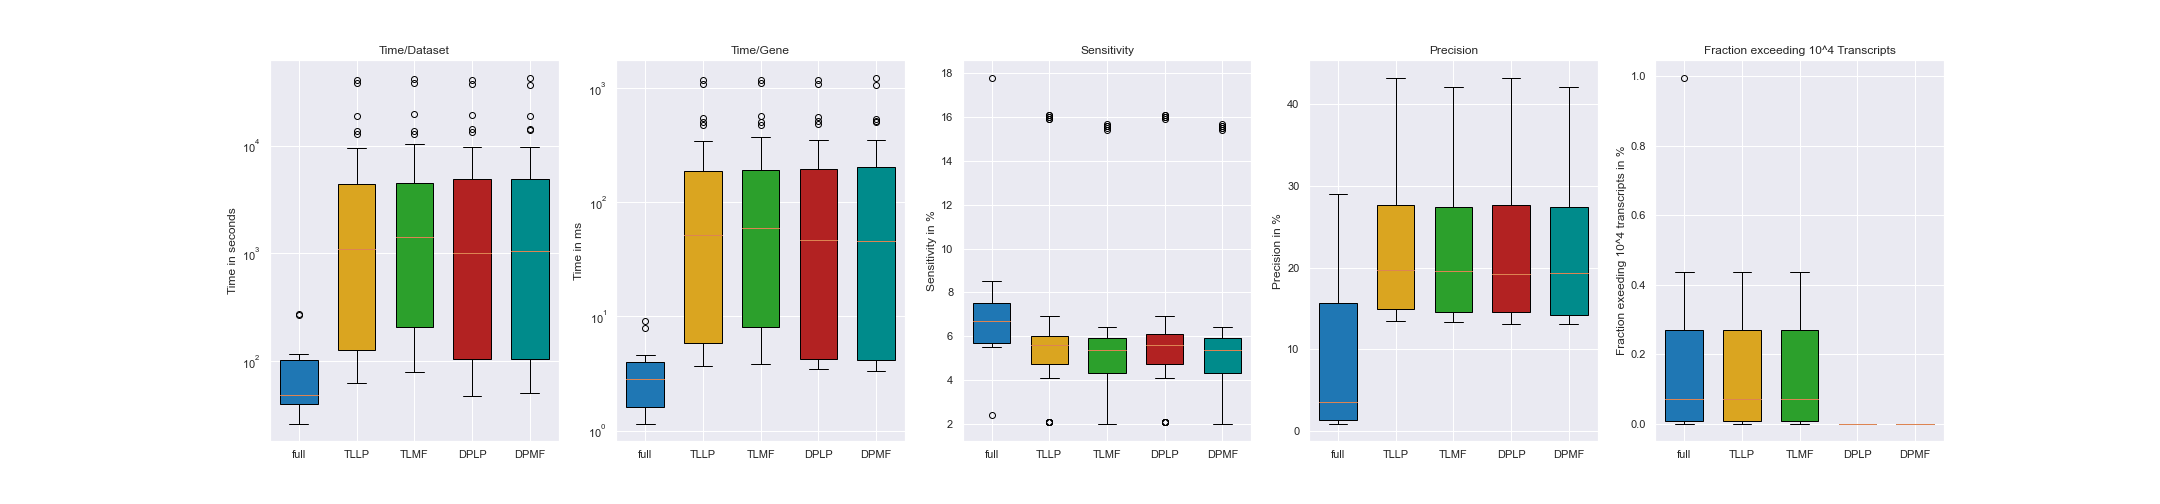 Time/Dataset
Time in seconds
10^4
10^3
10^2
full TLLP TLMF DPLP DPMF
Time/Gene
Time in ms
10^3
10^2
10^1
10^0
full TLLP TLMF DPLP DPMF
Sensitivity
Sensitivity in %
18
16
14
12
10
8
6
4
2
full TLLP TLMF DPLP DPMF
Precision
Precision in %
40
30
20
10
0
full TLLP TLMF DPLP DPMF
Fraction exceeding 10^4 Transcripts
Fraction exeeding 10^4 transcripts in %
1.0
0.8
0.6
0.4
0.2
0.0
full TLLP TLMF DPLP DPMF